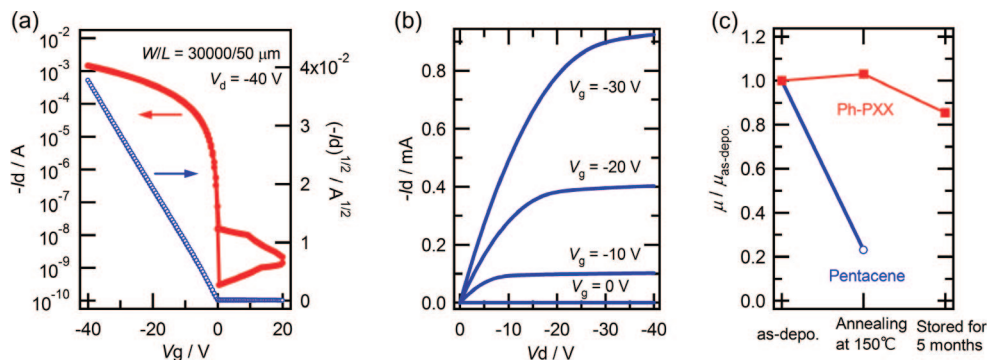 (a)
10⁻²
10⁻³
10⁻⁴
10⁻⁵
10⁻⁶
10⁻⁷
10⁻⁸
10⁻⁹
10⁻¹⁰
-Id / A
W/L = 30000/50 μm
Vd = -40 V
4x10⁻²
3
2
1
0
(-Id)¹/² / A¹/²
-40
-20
0
20
Vg / V
(b)
0.8
0.6
0.4
0.2
0.0
-Id / mA
Vg = -30 V
Vg = -20 V
Vg = -10 V
Vg = 0 V
0
-10
-20
-30
-40
Vd / V
(c)
1.2
1.0
0.8
0.6
0.4
0.2
0.0
μ / μas-depo.
Ph-PXX
Pentacene
as-depo.
Annealing
at 150℃
Stored for
5 months